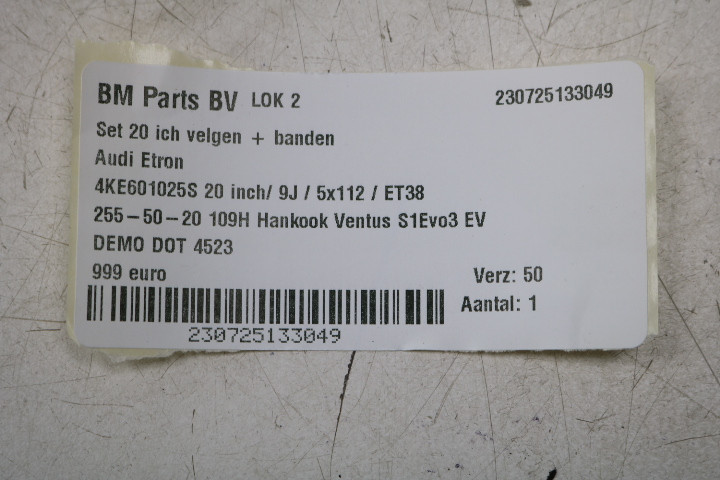 BM Parts BV LOK 2 230725133049
Set 20 ich velgen + banden
Audi Etron
4KE601025S 20 inch/ 9J / 5x112 / ET38
255-50-20 109H Hankook Ventus S1Evo3 EV
DEMO DOT 4523
999 euro Verz: 50
Aantal: 1
230725133049